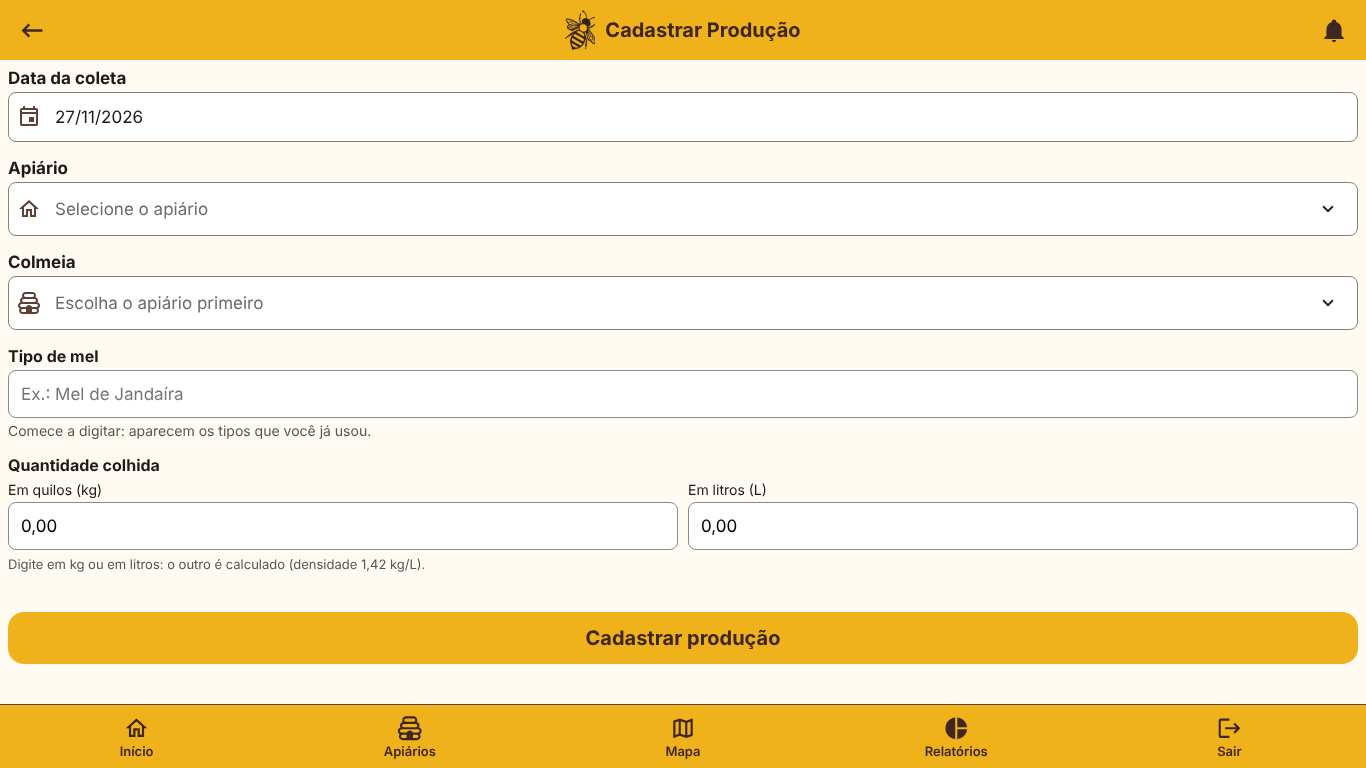 Cadastrar Produção
Data da coleta
27/11/2026
Apiário
Selecione o apiário
Colmeia
Escolha o apiário primeiro
Tipo de mel
Ex.: Mel de Jandaíra
Comece a digitar: aparecem os tipos que você já usou.
Quantidade colhida
Em quilos (kg)
Em litros (L)
0,00
0,00
Digite em kg ou em litros: o outro é calculado (densidade 1,42 kg/L).
Cadastrar produção
Início
Apiários
Mapa
Relatórios
Sair